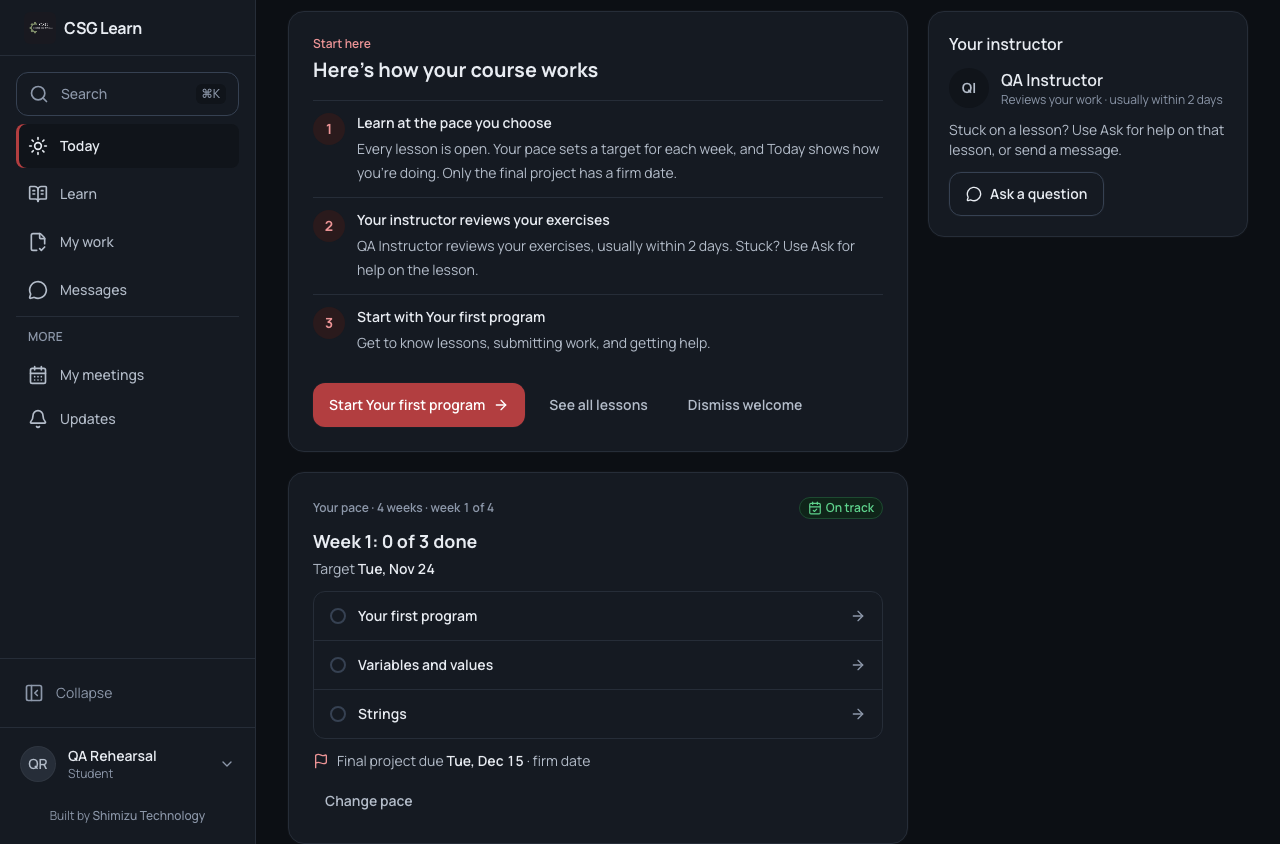 CSG Learn
Search
⌘K
Today
Learn
My work
Messages
MORE
My meetings
Updates
Collapse
QR
QA Rehearsal
Student
Built by Shimizu Technology
Start here
Here's how your course works
1
Learn at the pace you choose
Every lesson is open. Your pace sets a target for each week, and Today shows how
you're doing. Only the final project has a firm date.
2
Your instructor reviews your exercises
QA Instructor reviews your exercises, usually within 2 days. Stuck? Use Ask for
help on the lesson.
3
Start with Your first program
Get to know lessons, submitting work, and getting help.
Start Your first program
See all lessons
Dismiss welcome
Your pace · 4 weeks · week 1 of 4
On track
Week 1: 0 of 3 done
Target Tue, Nov 24
Your first program
Variables and values
Strings
Final project due Tue, Dec 15 · firm date
Change pace
Your instructor
QI
QA Instructor
Reviews your work · usually within 2 days
Stuck on a lesson? Use Ask for help on that
lesson, or send a message.
Ask a question